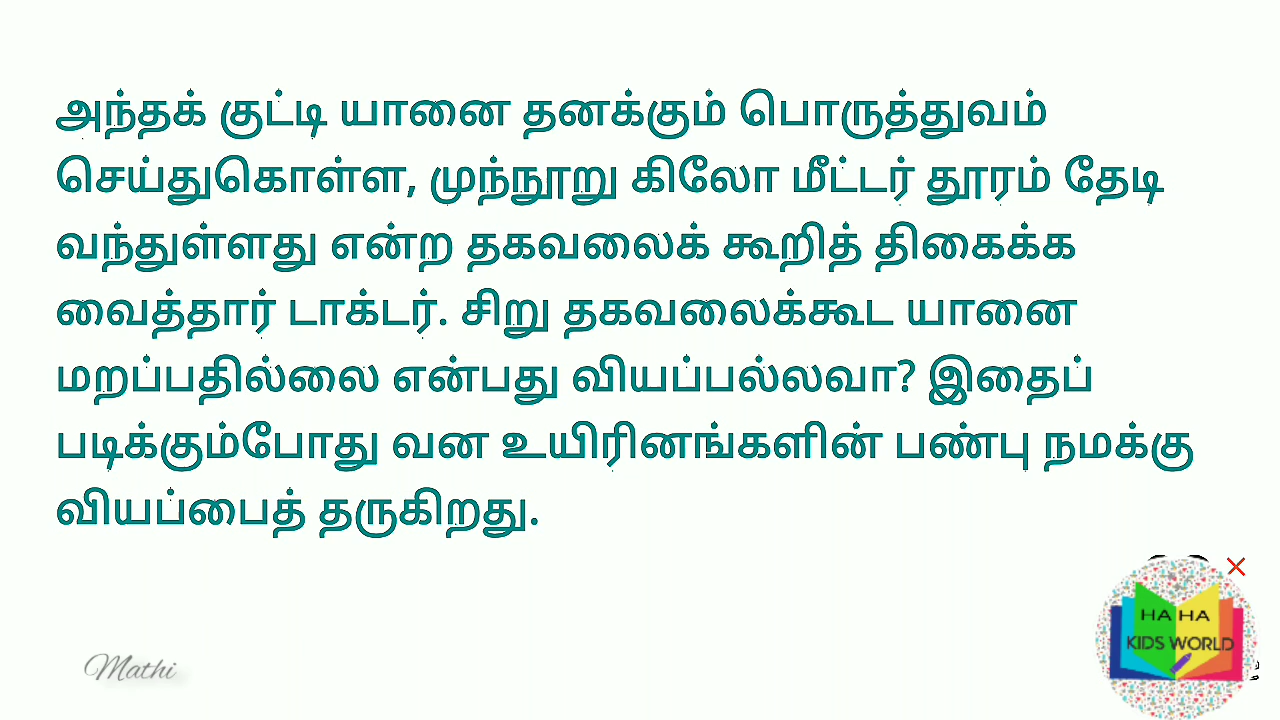 அந்தக் குட்டி யானை தனக்கும் பொருத்துவம்
செய்துகொள்ள, முந்நூறு கிலோ மீட்டர் தூரம் தேடி
வந்துள்ளது என்ற தகவலைக் கூறித் திகைக்க
வைத்தார் டாக்டர். சிறு தகவலைக்கூட யானை
மறப்பதில்லை என்பது வியப்பல்லவா? இதைப்
படிக்கும்போது வன உயிரினங்களின் பண்பு நமக்கு
வியப்பைத் தருகிறது.
HA HA
KIDS WORLD
Mathi